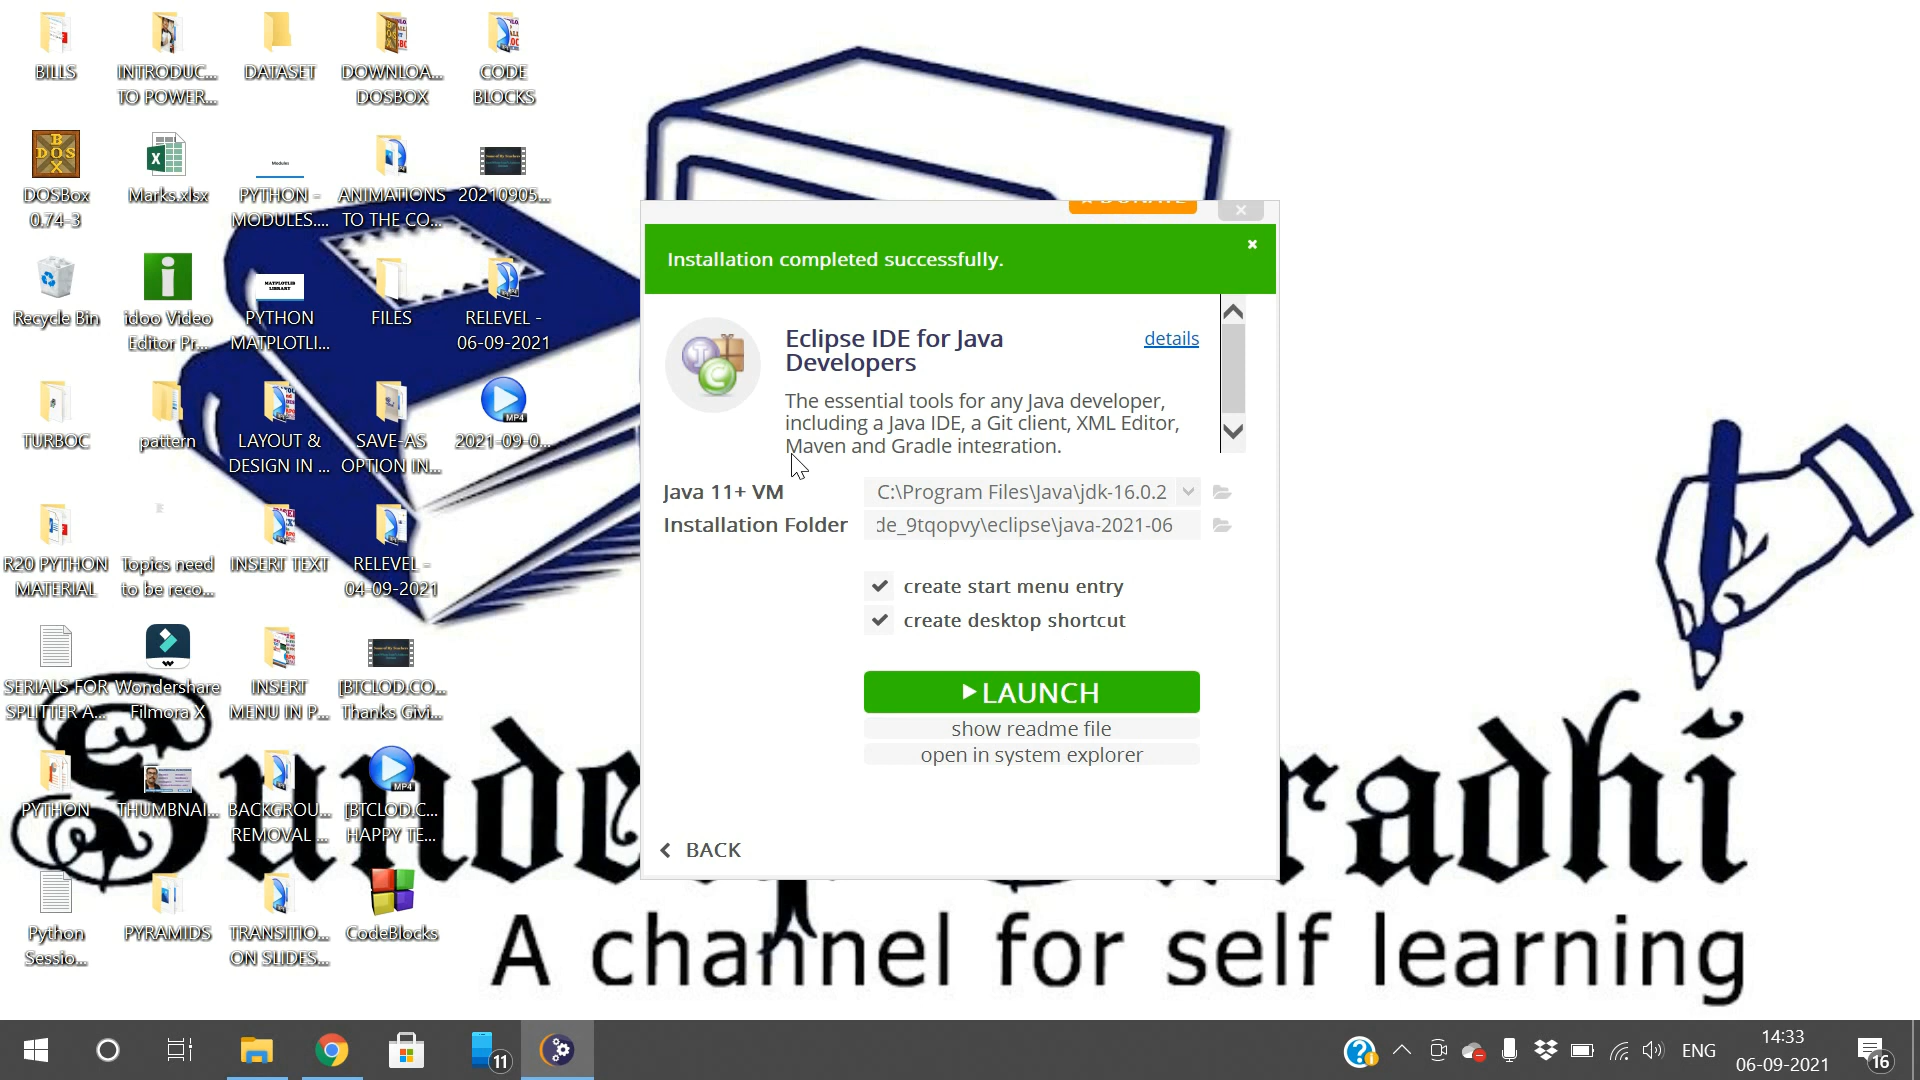 BILLS
INTRODUC...
TO POWER...
DATASET
DOWNLOA...
DOSBOX
CODE
BLOCKS
DOSBox
0.74-3
Marks.xlsx
Modules
PYTHON -
MODULES....
ANIMATIONS
TO THE CO...
20210905...
Recycle Bin
idoo Video
Editor Pr...
MATPLOTLIB
LIBRARY
PYTHON
MATPLOTLI...
FILES
RELEVEL -
06-09-2021
TURBOC
pattern
LAYOUT &
DESIGN IN ...
SAVE-AS
OPTION IN...
MP4
2021-09-0...
R20 PYTHON
MATERIAL
Topics need
to be reco...
INSERT TEXT
RELEVEL -
04-09-2021
SERIALS FOR
SPLITTER A...
Wondershare
Filmora X
INSERT
MENU IN P...
[BTCLOD.CO...
Thanks Givi...
PYTHON
THUMBNAI...
BACKGROU...
REMOVAL ...
MP4
[BTCLOD.C...
HAPPY TE...
Python
Sessio...
PYRAMIDS
TRANSITIO...
ON SLIDES...
CodeBlocks
DONATE
Installation completed successfully.
Eclipse IDE for Java
Developers
details
The essential tools for any Java developer,
including a Java IDE, a Git client, XML Editor,
Maven and Gradle integration.
Java 11+ VM
C:\Program Files\Java\jdk-16.0.2
Installation Folder
de_9tqopvy\eclipse\java-2021-06
create start menu entry
create desktop shortcut
LAUNCH
show readme file
open in system explorer
BACK
A channel for self learning
11
ENG
14:33
06-09-2021
16